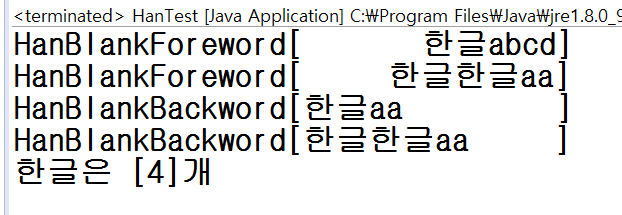 <terminated> HanTest [Java Application] C:₩Program Files₩Java₩jre1.8.0_9
HanBlankForeword[       한글abcd]
HanBlankForeword[     한글한글aa]
HanBlankBackword[한글aa         ]
HanBlankBackword[한글한글aa     ]
한글은 [4]개